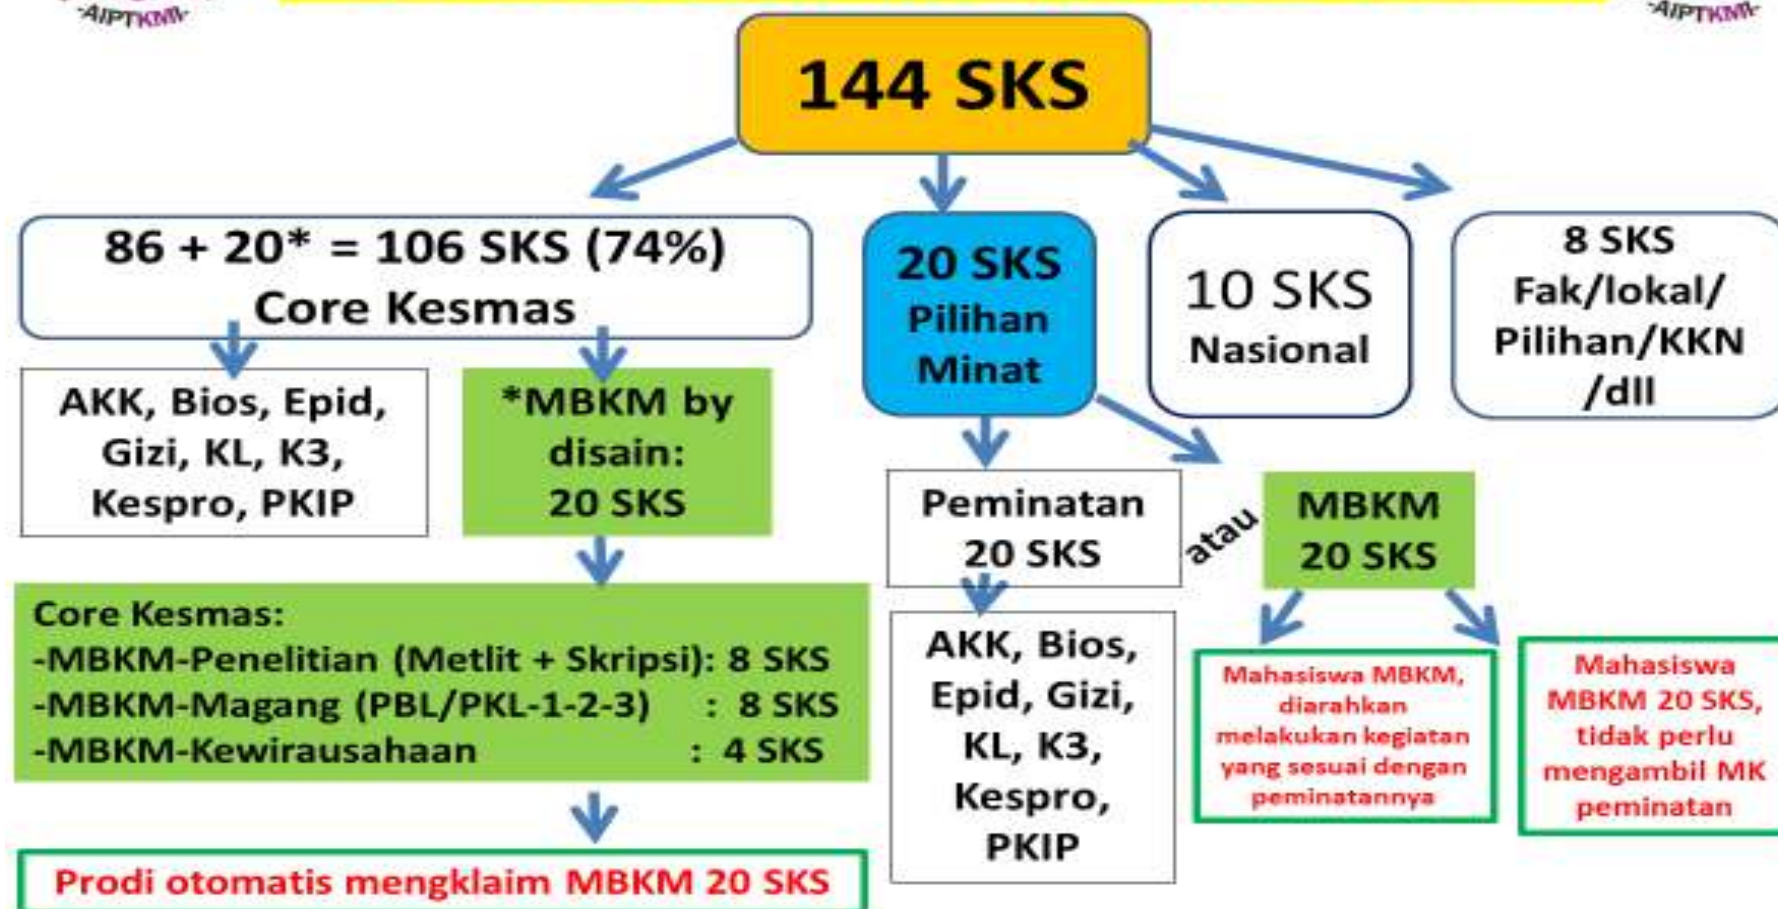 -AIPTKMI-
-AIPTKMI-
144 SKS
86 + 20* = 106 SKS (74%)
Core Kesmas
20 SKS
Pilihan
Minat
10 SKS
Nasional
8 SKS
Fak/lokal/
Pilihan/KKN
/dll
AKK, Bios, Epid,
Gizi, KL, K3,
Kespro, PKIP
*MBKM by
disain:
20 SKS
Peminatan
20 SKS
atau
MBKM
20 SKS
Core Kesmas:
-MBKM-Penelitian (Metlit + Skripsi): 8 SKS
-MBKM-Magang (PBL/PKL-1-2-3) : 8 SKS
-MBKM-Kewirausahaan : 4 SKS
AKK, Bios,
Epid, Gizi,
KL, K3,
Kespro,
PKIP
Mahasiswa MBKM,
diarahkan
melakukan kegiatan
yang sesuai dengan
peminatannya
Mahasiswa
MBKM 20 SKS,
tidak perlu
mengambil MK
peminatan
Prodi otomatis mengklaim MBKM 20 SKS